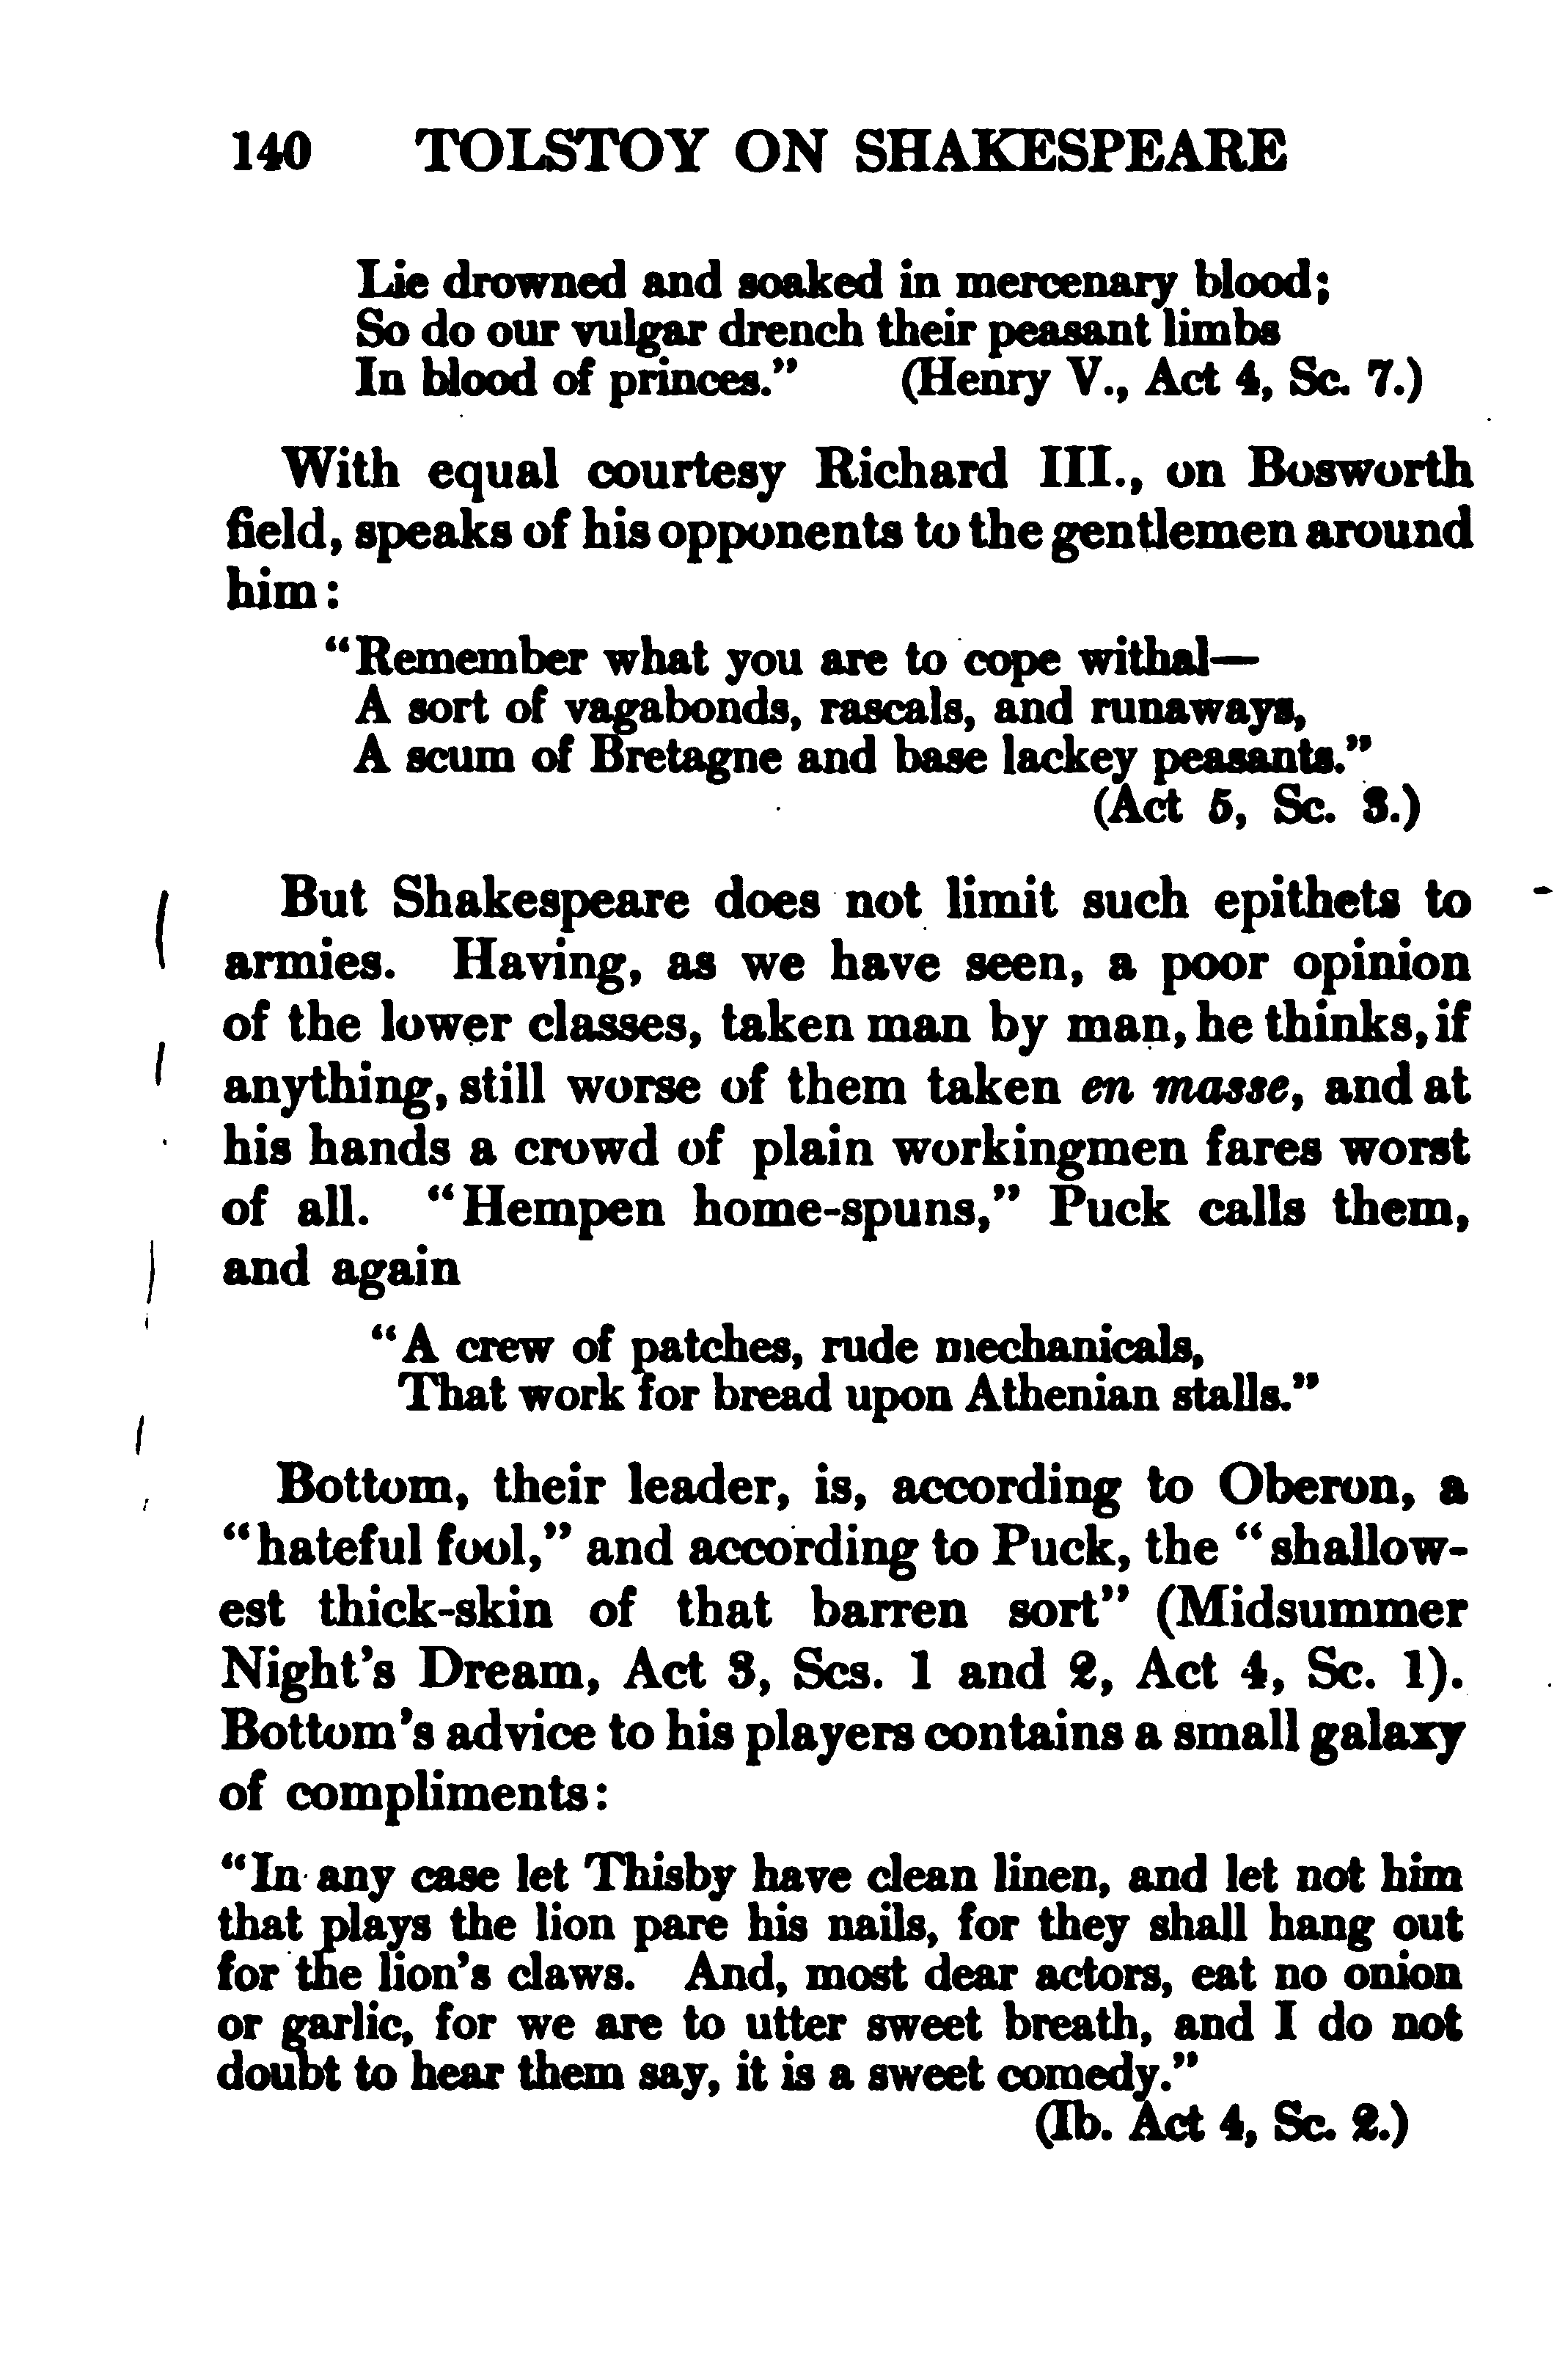 140 TOLSTOY ON SHAKESPEARE
Lie drowned and soaked in mercenary blood;
So do our vulgar drench their peasant limbs
In blood of princes." (Henry V., Act 4, Sc. 7.)
With equal courtesy Richard III., on Bosworth
field, speaks of his opponents to the gentlemen around
him:
"Remember what you are to cope withal—
A sort of vagabonds, rascals, and runaways,
A scum of Bretagne and base lackey peasants."
(Act 5, Sc. 3.)
But Shakespeare does not limit such epithets to
armies. Having, as we have seen, a poor opinion
of the lower classes, taken man by man, he thinks, if
anything, still worse of them taken en masse, and at
his hands a crowd of plain workingmen fares worst
of all. "Hempen home-spuns," Puck calls them,
and again
"A crew of patches, rude mechanicals,
That work for bread upon Athenian stalls."
Bottom, their leader, is, according to Oberon, a
"hateful fool," and according to Puck, the "shallow-
est thick-skin of that barren sort" (Midsummer
Night's Dream, Act 3, Scs. 1 and 2, Act 4, Sc. 1).
Bottom's advice to his players contains a small galaxy
of compliments:
"In any case let Thisby have clean linen, and let not him
that plays the lion pare his nails, for they shall hang out
for the lion's claws. And, most dear actors, eat no onion
or garlic, for we are to utter sweet breath, and I do not
doubt to hear them say, it is a sweet comedy."
(Ib. Act 4, Sc. 2.)